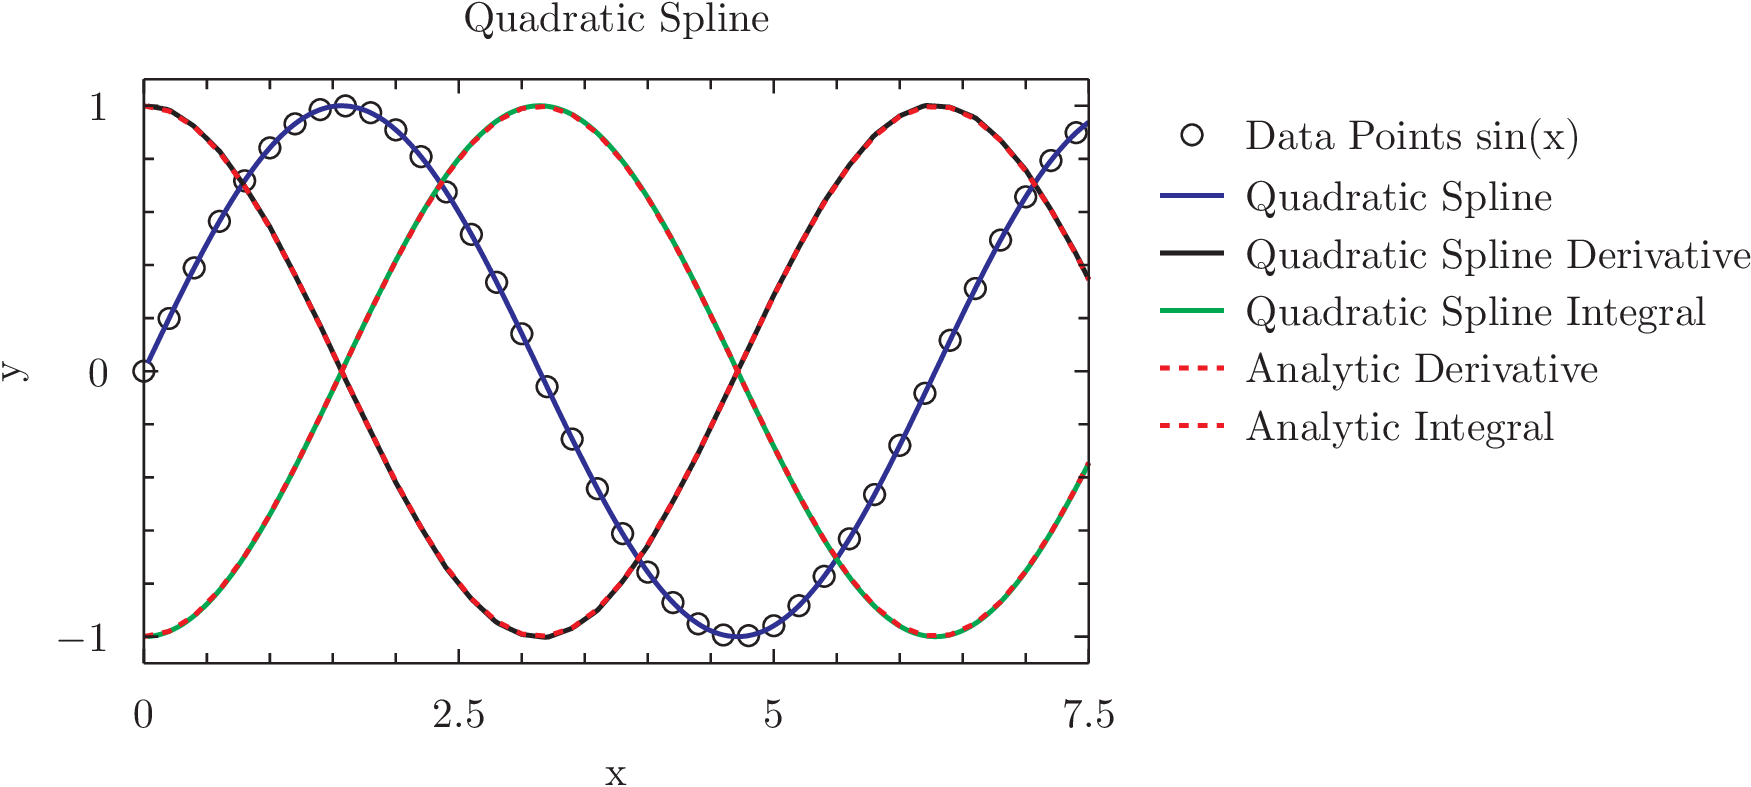 Quadratic Spline
1
0
−1
y
0 2.5 5 7.5
x
Data Points sin(x)
Quadratic Spline
Quadratic Spline Derivative
Quadratic Spline Integral
Analytic Derivative
Analytic Integral